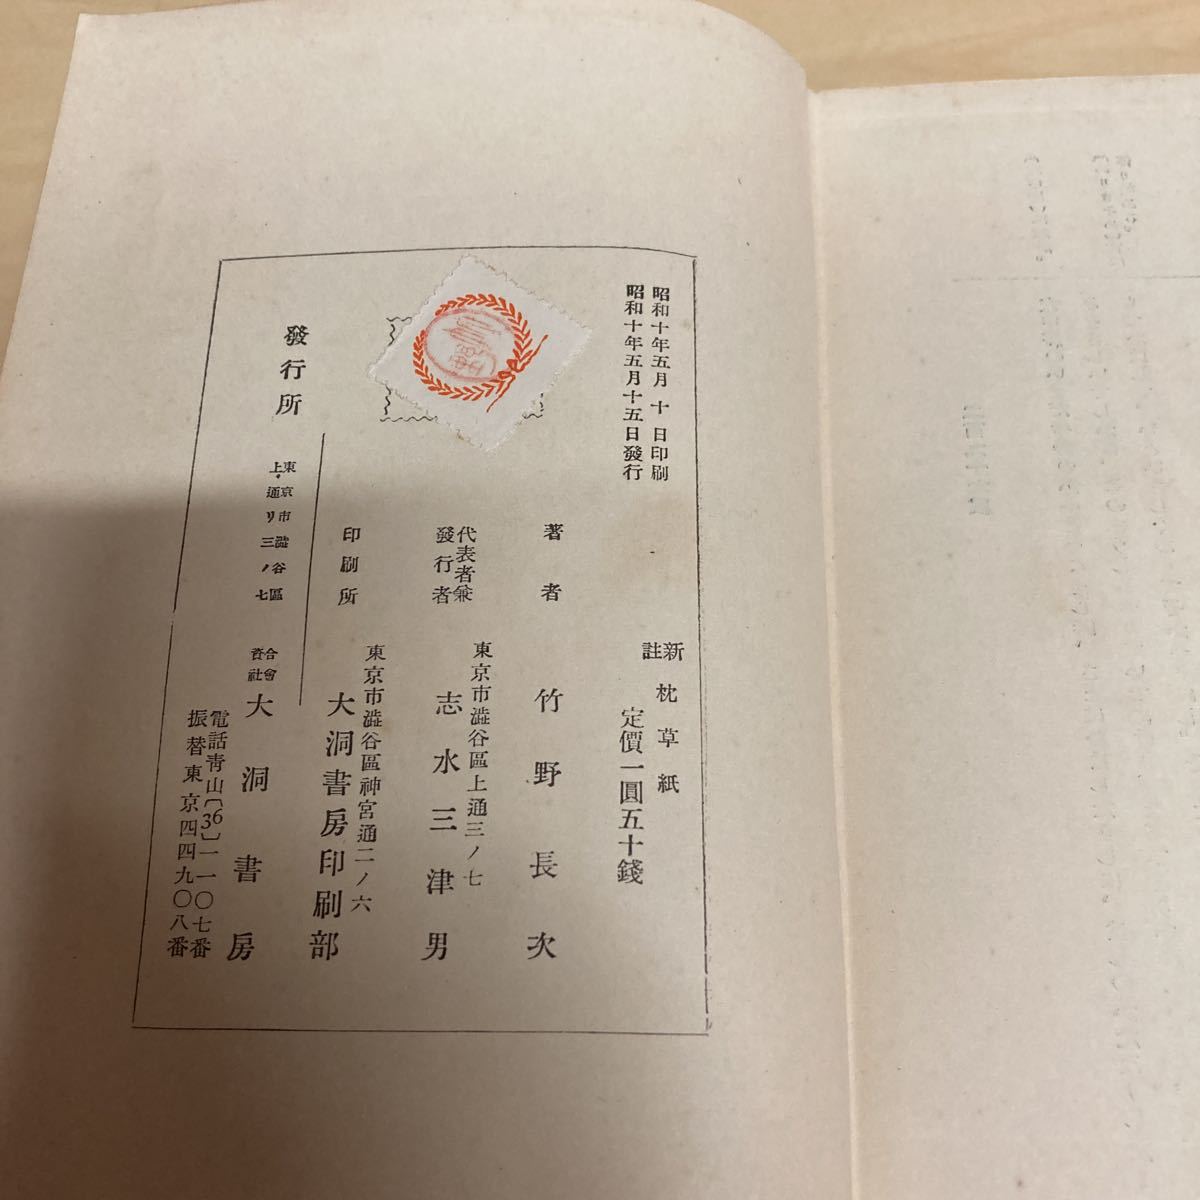 昭和十年五月十日印刷
昭和十年五月十五日發行
新註 枕草紙
定價一圓五十錢
著者 竹野長次
東京市澁谷區上通三ノ七
代表者兼發行者 志水三津男
東京市澁谷區神宮通二ノ六
印刷所 大洞書房印刷部
發行所
東京市澁谷區
上通リ三ノ七
合資會社 大洞書房
電話靑山〔36〕一一〇七番
振替東京四四九〇八番